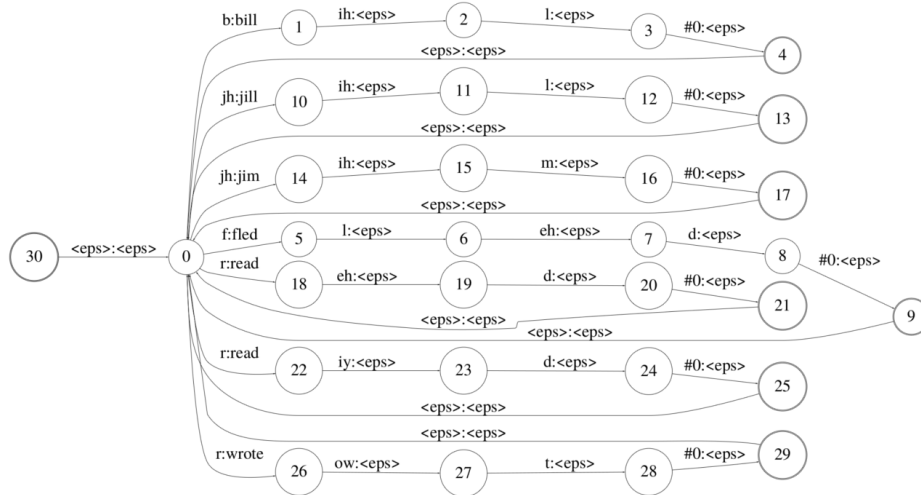 b:bill 1 ih:<eps> 2 l:<eps> 3 #0:<eps> 4
<eps>:<eps>
jh:jill 10 ih:<eps> 11 l:<eps> 12 #0:<eps> 13
<eps>:<eps>
jh:jim 14 ih:<eps> 15 m:<eps> 16 #0:<eps> 17
<eps>:<eps>
30 <eps>:<eps> 0 f:fled 5 l:<eps> 6 eh:<eps> 7 d:<eps> 8 #0:<eps> 9
r:read 18 eh:<eps> 19 d:<eps> 20 #0:<eps> 21
<eps>:<eps>
<eps>:<eps>
r:read 22 iy:<eps> 23 d:<eps> 24 #0:<eps> 25
<eps>:<eps>
<eps>:<eps>
r:wrote 26 ow:<eps> 27 t:<eps> 28 #0:<eps> 29